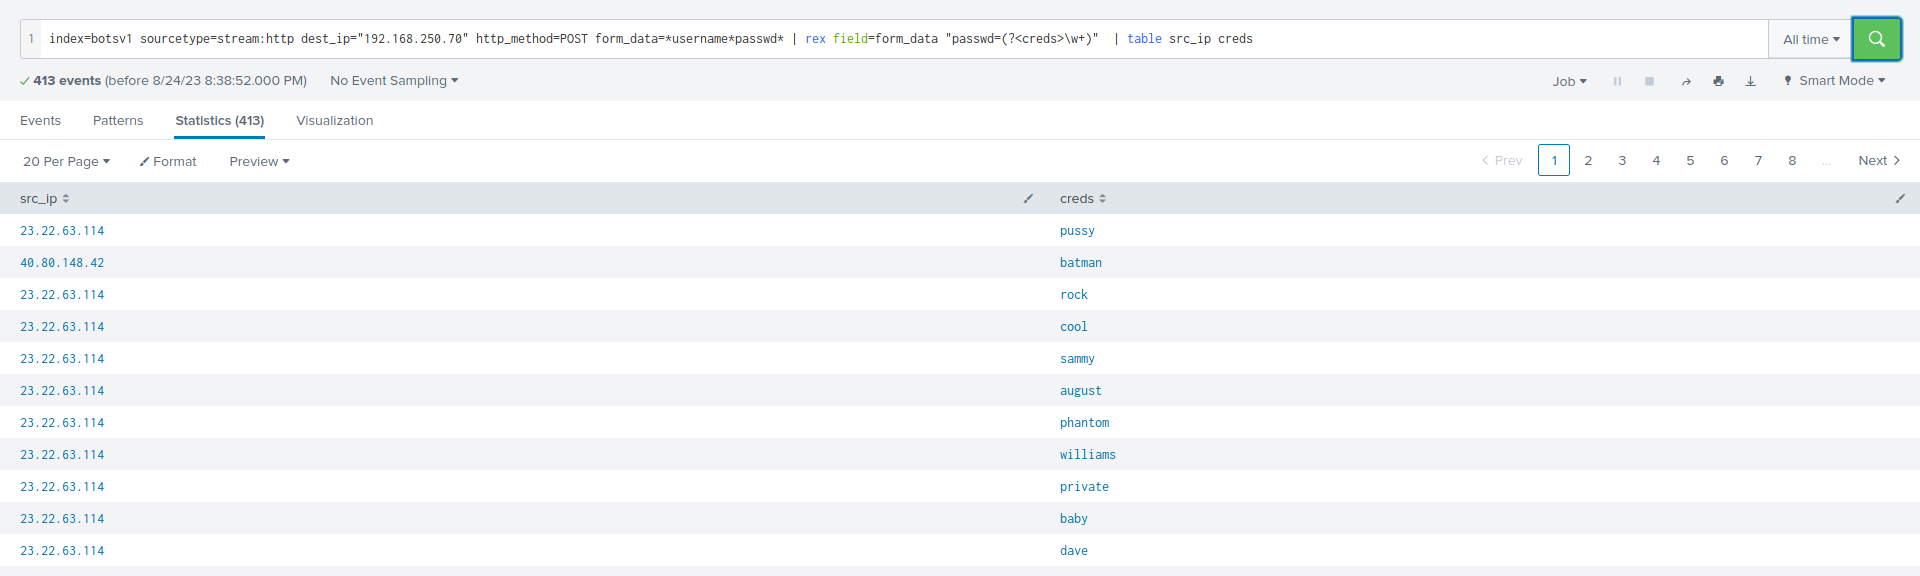 1 index=botsv1 sourcetype=stream:http dest_ip="192.168.250.70" http_method=POST form_data=*username*passwd* | rex field=form_data "passwd=(?<creds>\w+)"  | table src_ip creds
All time
413 events (before 8/24/23 8:38:52.000 PM) No Event Sampling
Job Smart Mode
Events Patterns Statistics (413) Visualization
20 Per Page Format Preview
< Prev 1 2 3 4 5 6 7 8 ... Next >
src_ip creds
23.22.63.114 pussy
40.80.148.42 batman
23.22.63.114 rock
23.22.63.114 cool
23.22.63.114 sammy
23.22.63.114 august
23.22.63.114 phantom
23.22.63.114 williams
23.22.63.114 private
23.22.63.114 baby
23.22.63.114 dave